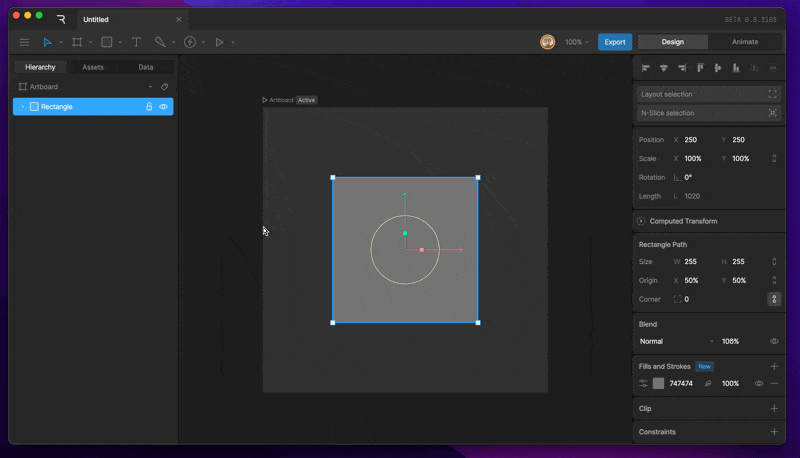 Untitled
BETA 0.8.3165
100%
Export
Design
Animate
Hierarchy
Assets
Data
Artboard
Rectangle
Artboard
Active
Layout selection
N-Slice selection
Position X 250 Y 250
Scale X 100% Y 100%
Rotation 0°
Length L 1020
Computed Transform
Rectangle Path
Size W 255 H 255
Origin X 50% Y 50%
Corner 0
Blend
Normal 100%
Fills and Strokes New
747474 100%
Clip
Constraints